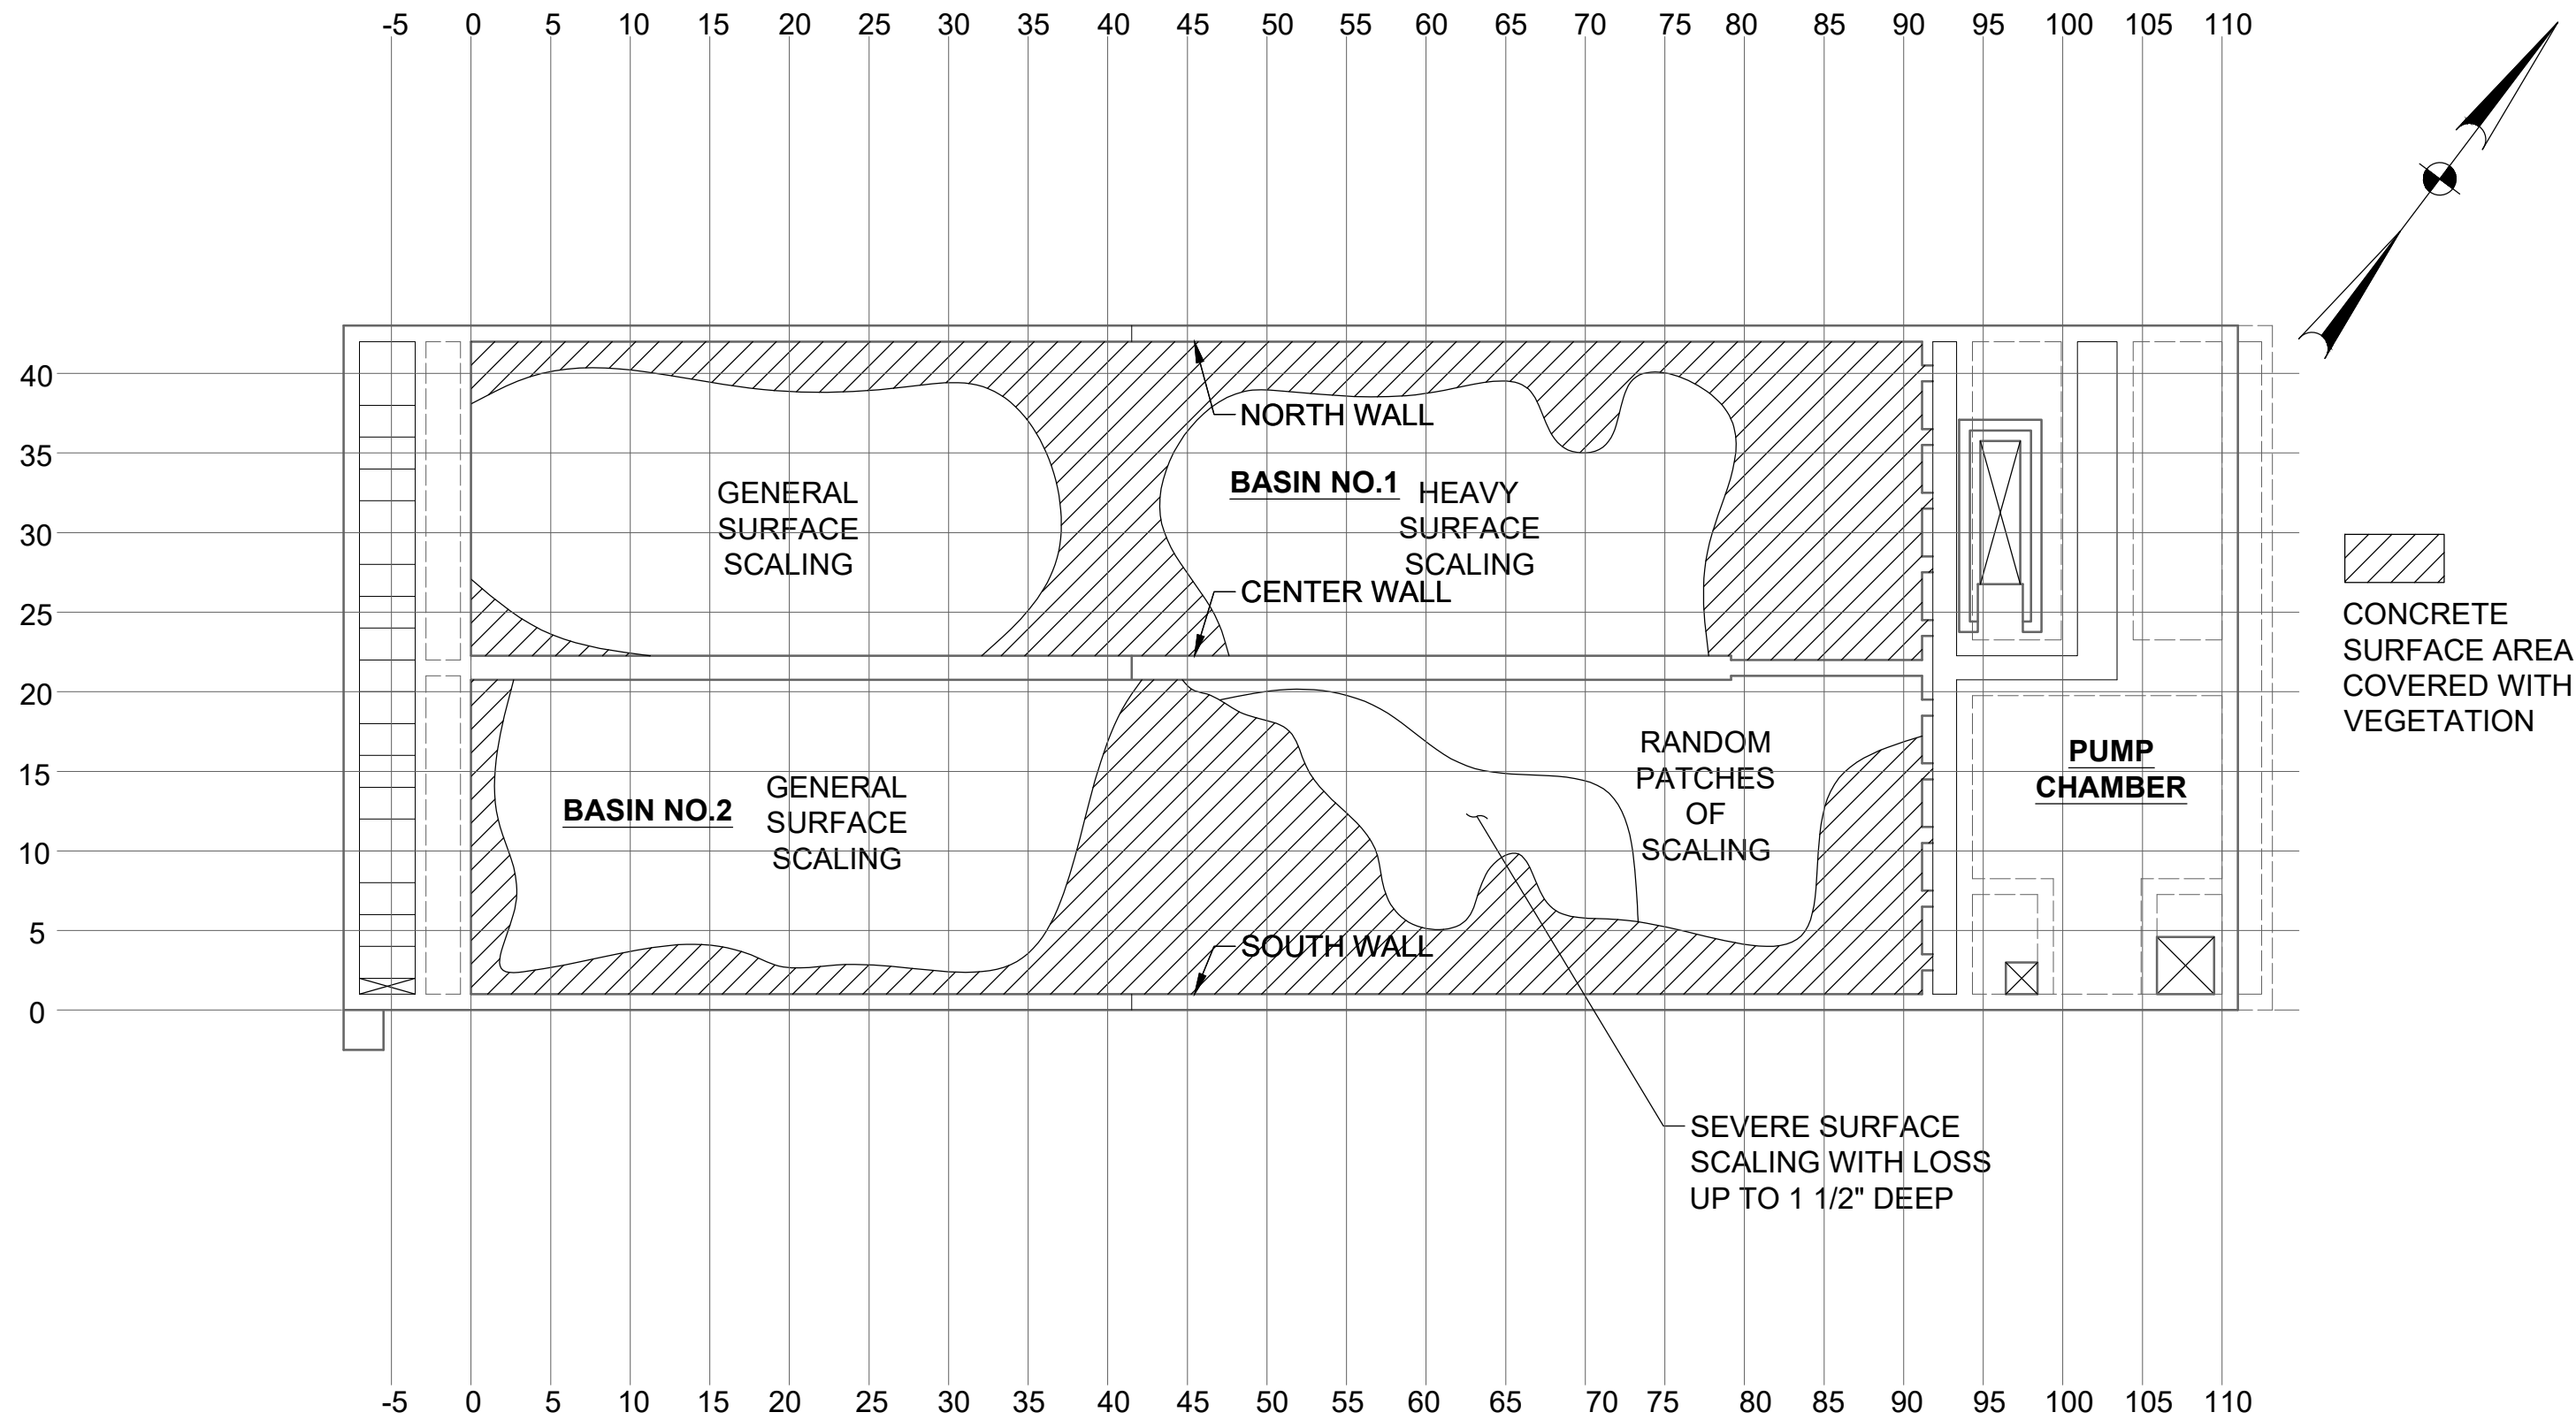 -5 0 5 10 15 20 25 30 35 40 45 50 55 60 65 70 75 80 85 90 95 100 105 110
40
35
30
25
20
15
10
5
0
NORTH WALL
BASIN NO.1
GENERAL
SURFACE
SCALING
HEAVY
SURFACE
SCALING
CENTER WALL
CONCRETE
SURFACE AREA
COVERED WITH
VEGETATION
BASIN NO.2
GENERAL
SURFACE
SCALING
RANDOM
PATCHES
OF
SCALING
PUMP
CHAMBER
SOUTH WALL
SEVERE SURFACE
SCALING WITH LOSS
UP TO 1 1/2" DEEP
-5 0 5 10 15 20 25 30 35 40 45 50 55 60 65 70 75 80 85 90 95 100 105 110